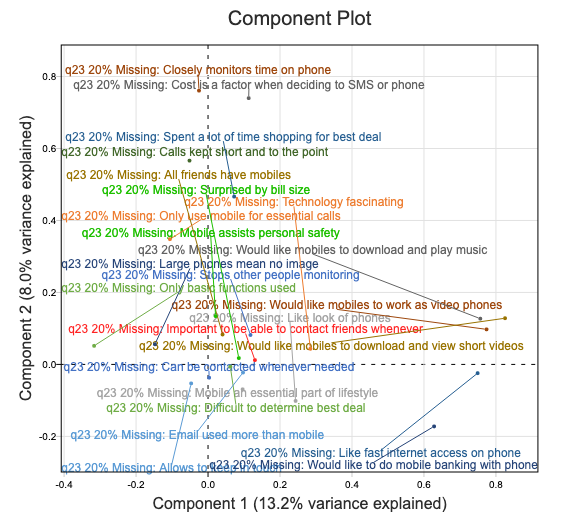 Component Plot
Component 2 (8.0% variance explained)
0.8
0.6
0.4
0.2
0.0
-0.2
q23 20% Missing: Closely monitors time on phone
q23 20% Missing: Cost is a factor when deciding to SMS or phone
q23 20% Missing: Spent a lot of time shopping for best deal
q23 20% Missing: Calls kept short and to the point
q23 20% Missing: All friends have mobiles
q23 20% Missing: Surprised by bill size
q23 20% Missing: Technology fascinating
q23 20% Missing: Only use mobile for essential calls
q23 20% Missing: Mobile assists personal safety
q23 20% Missing: Would like mobiles to download and play music
q23 20% Missing: Large phones mean no image
q23 20% Missing: Stops other people monitoring
q23 20% Missing: Only basic functions used
q23 20% Missing: Would like mobiles to work as video phones
q23 20% Missing: Like look of phones
q23 20% Missing: Important to be able to contact friends whenever
q23 20% Missing: Would like mobiles to download and view short videos
q23 20% Missing: Can be contacted whenever needed
q23 20% Missing: Mobile an essential part of lifestyle
q23 20% Missing: Difficult to determine best deal
q23 20% Missing: Email used more than mobile
q23 20% Missing: Like fast internet access on phone
q23 20% Missing: Allows to keep in touch
q23 20% Missing: Would like to do mobile banking with phone
-0.4
-0.2
0.0
0.2
0.4
0.6
0.8
Component 1 (13.2% variance explained)